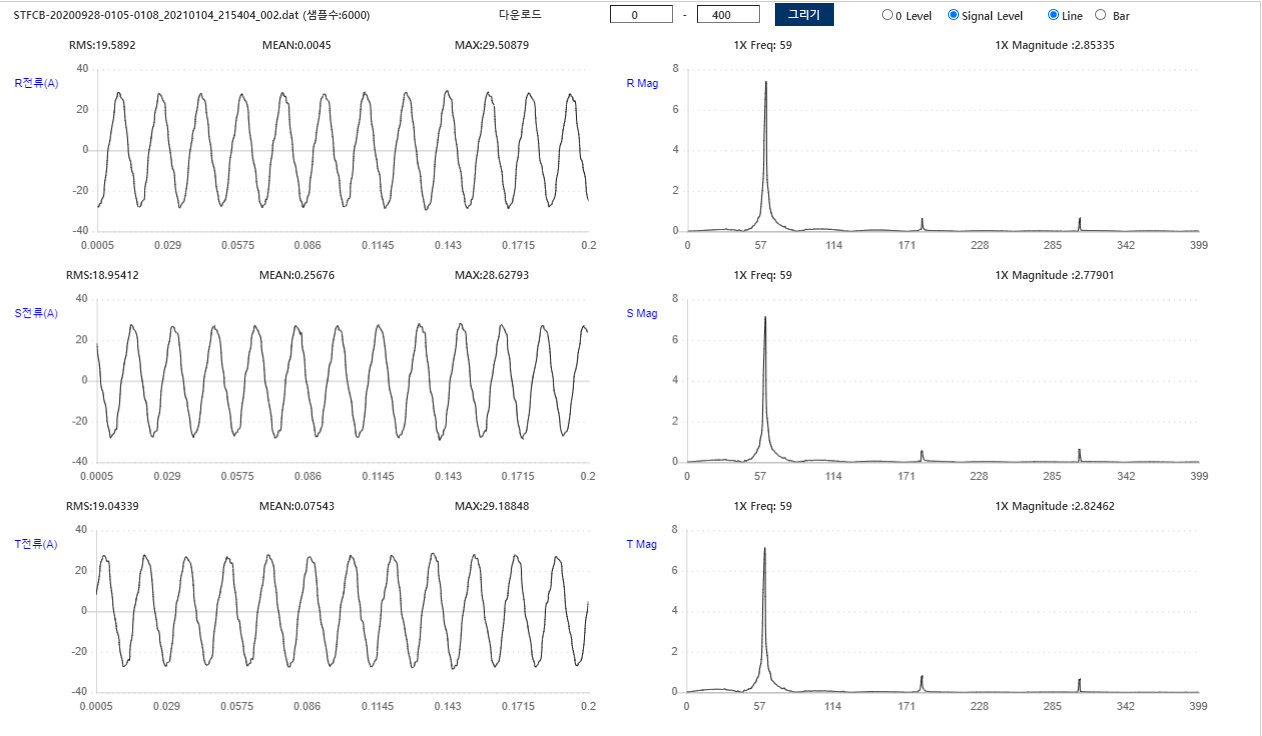 STFCB-20200928-0105-0108_20210104_215404_002.dat (샘플수:6000) 다운로드 0 - 400 그리기 0 Level Signal Level Line Bar
RMS:19.5892 MEAN:0.0045 MAX:29.50879 1X Freq: 59 1X Magnitude :2.85335
R전류(A)
40
20
0
-20
-40
0.0005 0.029 0.0575 0.086 0.1145 0.143 0.1715 0.2
R Mag
8
6
4
2
0
0 57 114 171 228 285 342 399
RMS:18.95412 MEAN:0.25676 MAX:28.62793 1X Freq: 59 1X Magnitude :2.77901
S전류(A)
40
20
0
-20
-40
0.0005 0.029 0.0575 0.086 0.1145 0.143 0.1715 0.2
S Mag
8
6
4
2
0
0 57 114 171 228 285 342 399
RMS:19.04339 MEAN:0.07543 MAX:29.18848 1X Freq: 59 1X Magnitude :2.82462
T전류(A)
40
20
0
-20
-40
0.0005 0.029 0.0575 0.086 0.1145 0.143 0.1715 0.2
T Mag
8
6
4
2
0
0 57 114 171 228 285 342 399